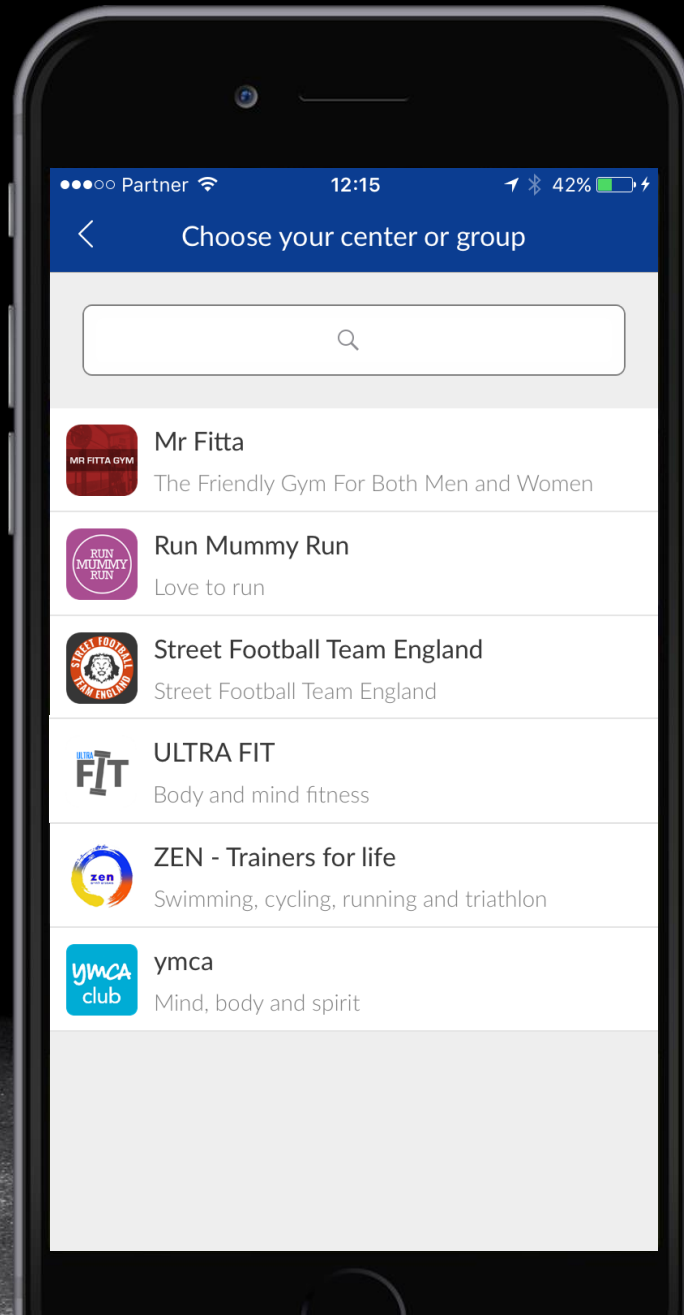 Partner 12:15 42%
Choose your center or group
MR FITTA GYM
Mr Fitta
The Friendly Gym For Both Men and Women
RUN
MUMMY
RUN
Run Mummy Run
Love to run
STREET FOOTBALL
TEAM ENGLAND
Street Football Team England
Street Football Team England
ULTRA
FIT
ULTRA FIT
Body and mind fitness
zen
ZEN - Trainers for life
Swimming, cycling, running and triathlon
ymca
club
ymca
Mind, body and spirit